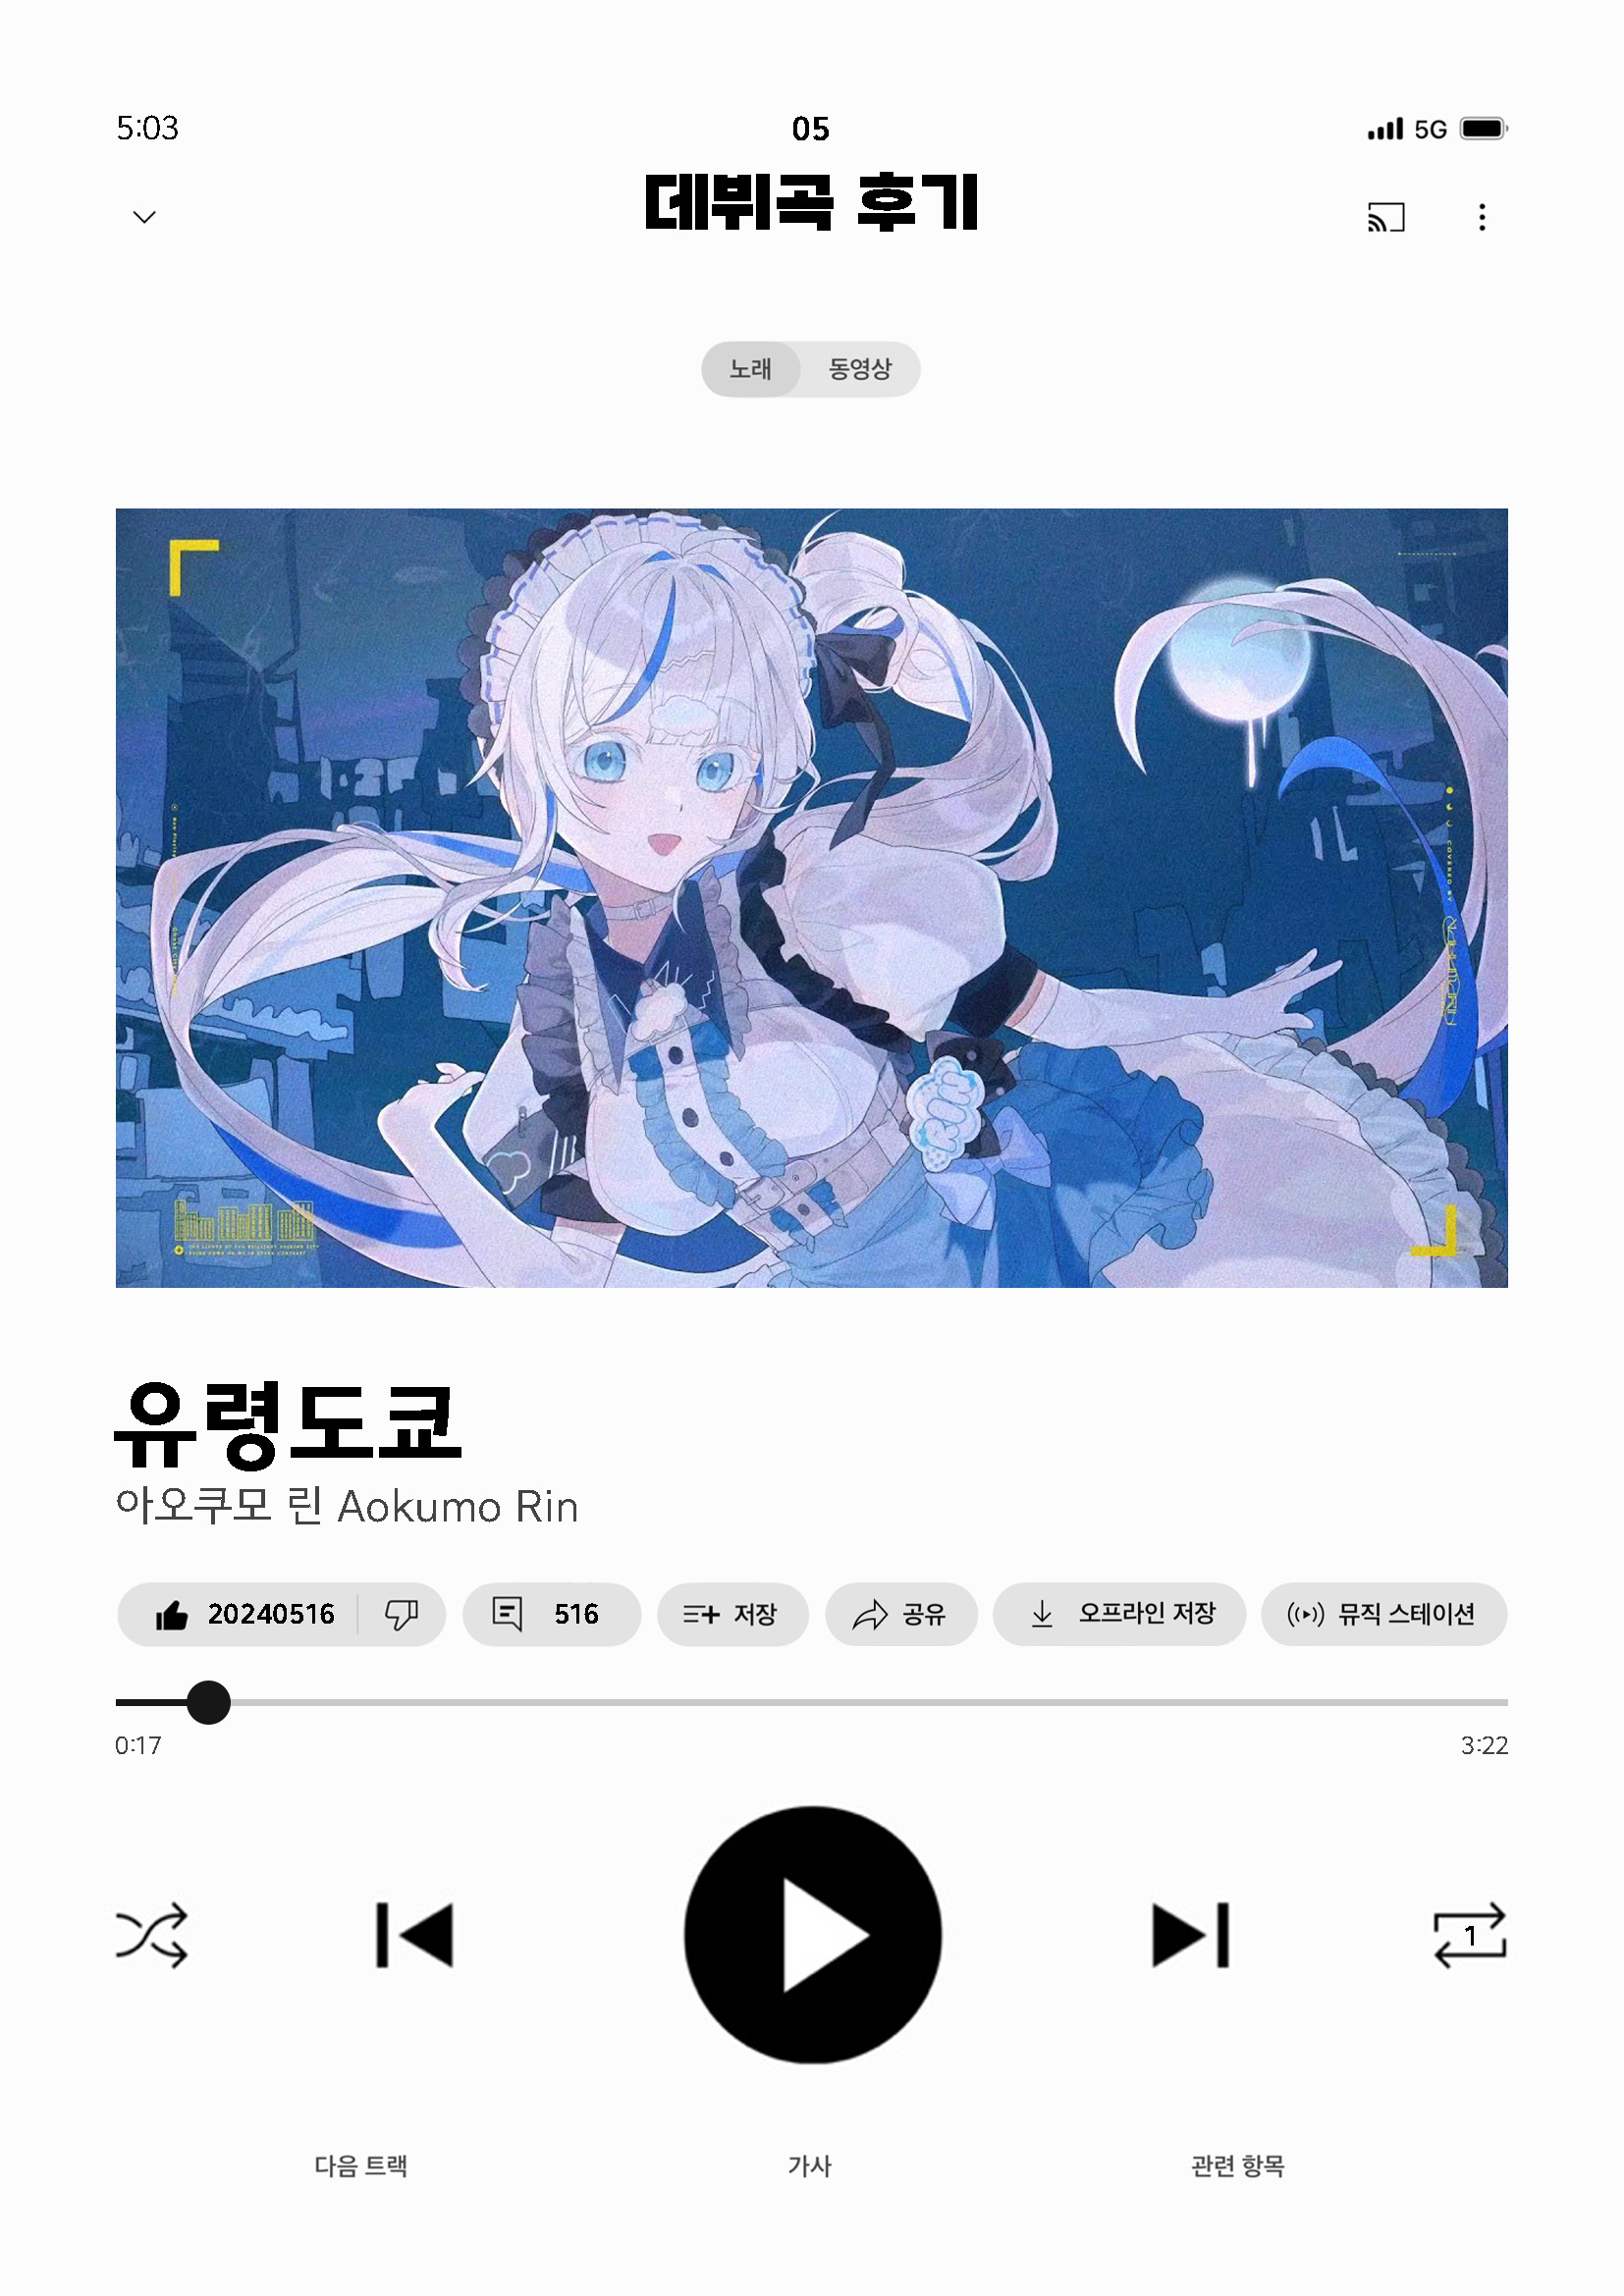 5:03
05
5G
데뷔곡 후기
노래 동영상
COVERED BY
RIN
유령도쿄
아오쿠모 린 Aokumo Rin
20240516 516 저장 공유 오프라인 저장 뮤직 스테이션
0:17 3:22
1
다음 트랙 가사 관련 항목